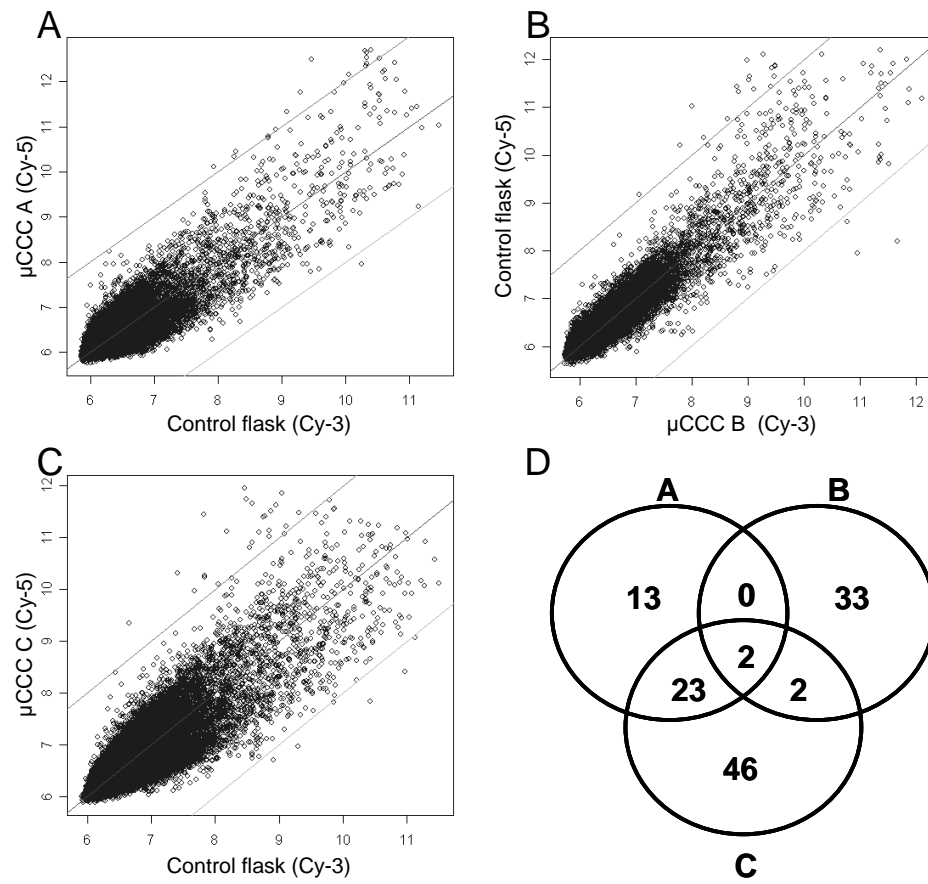 A
12
11
10
9
8
7
6
µCCC A (Cy-5)
6 7 8 9 10 11
Control flask (Cy-3)
B
12
11
10
9
8
7
6
Control flask (Cy-5)
6 7 8 9 10 11 12
µCCC B (Cy-3)
C
12
11
10
9
8
7
6
µCCC C (Cy-5)
6 7 8 9 10 11
Control flask (Cy-3)
D
A B
13 0 33
2
23 2
46
C